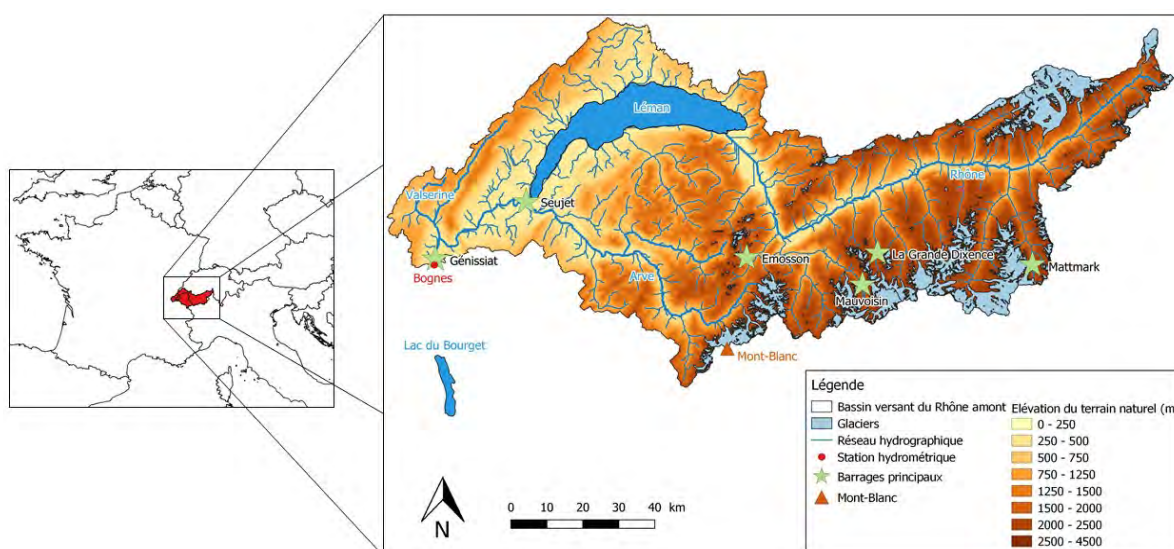 Léman
Valserine
Rhône
Seujet
Génissiat
Bognes
Arve
Emosson
La Grande Dixence
Mattmark
Mauvoisin
Lac du Bourget
Mont-Blanc
N
0 10 20 30 40 km
Légende
Bassin versant du Rhône amont
Glaciers
Réseau hydrographique
Station hydrométrique
Barrages principaux
Mont-Blanc
Elévation du terrain naturel (m
0 - 250
250 - 500
500 - 750
750 - 1250
1250 - 1500
1500 - 2000
2000 - 2500
2500 - 4500